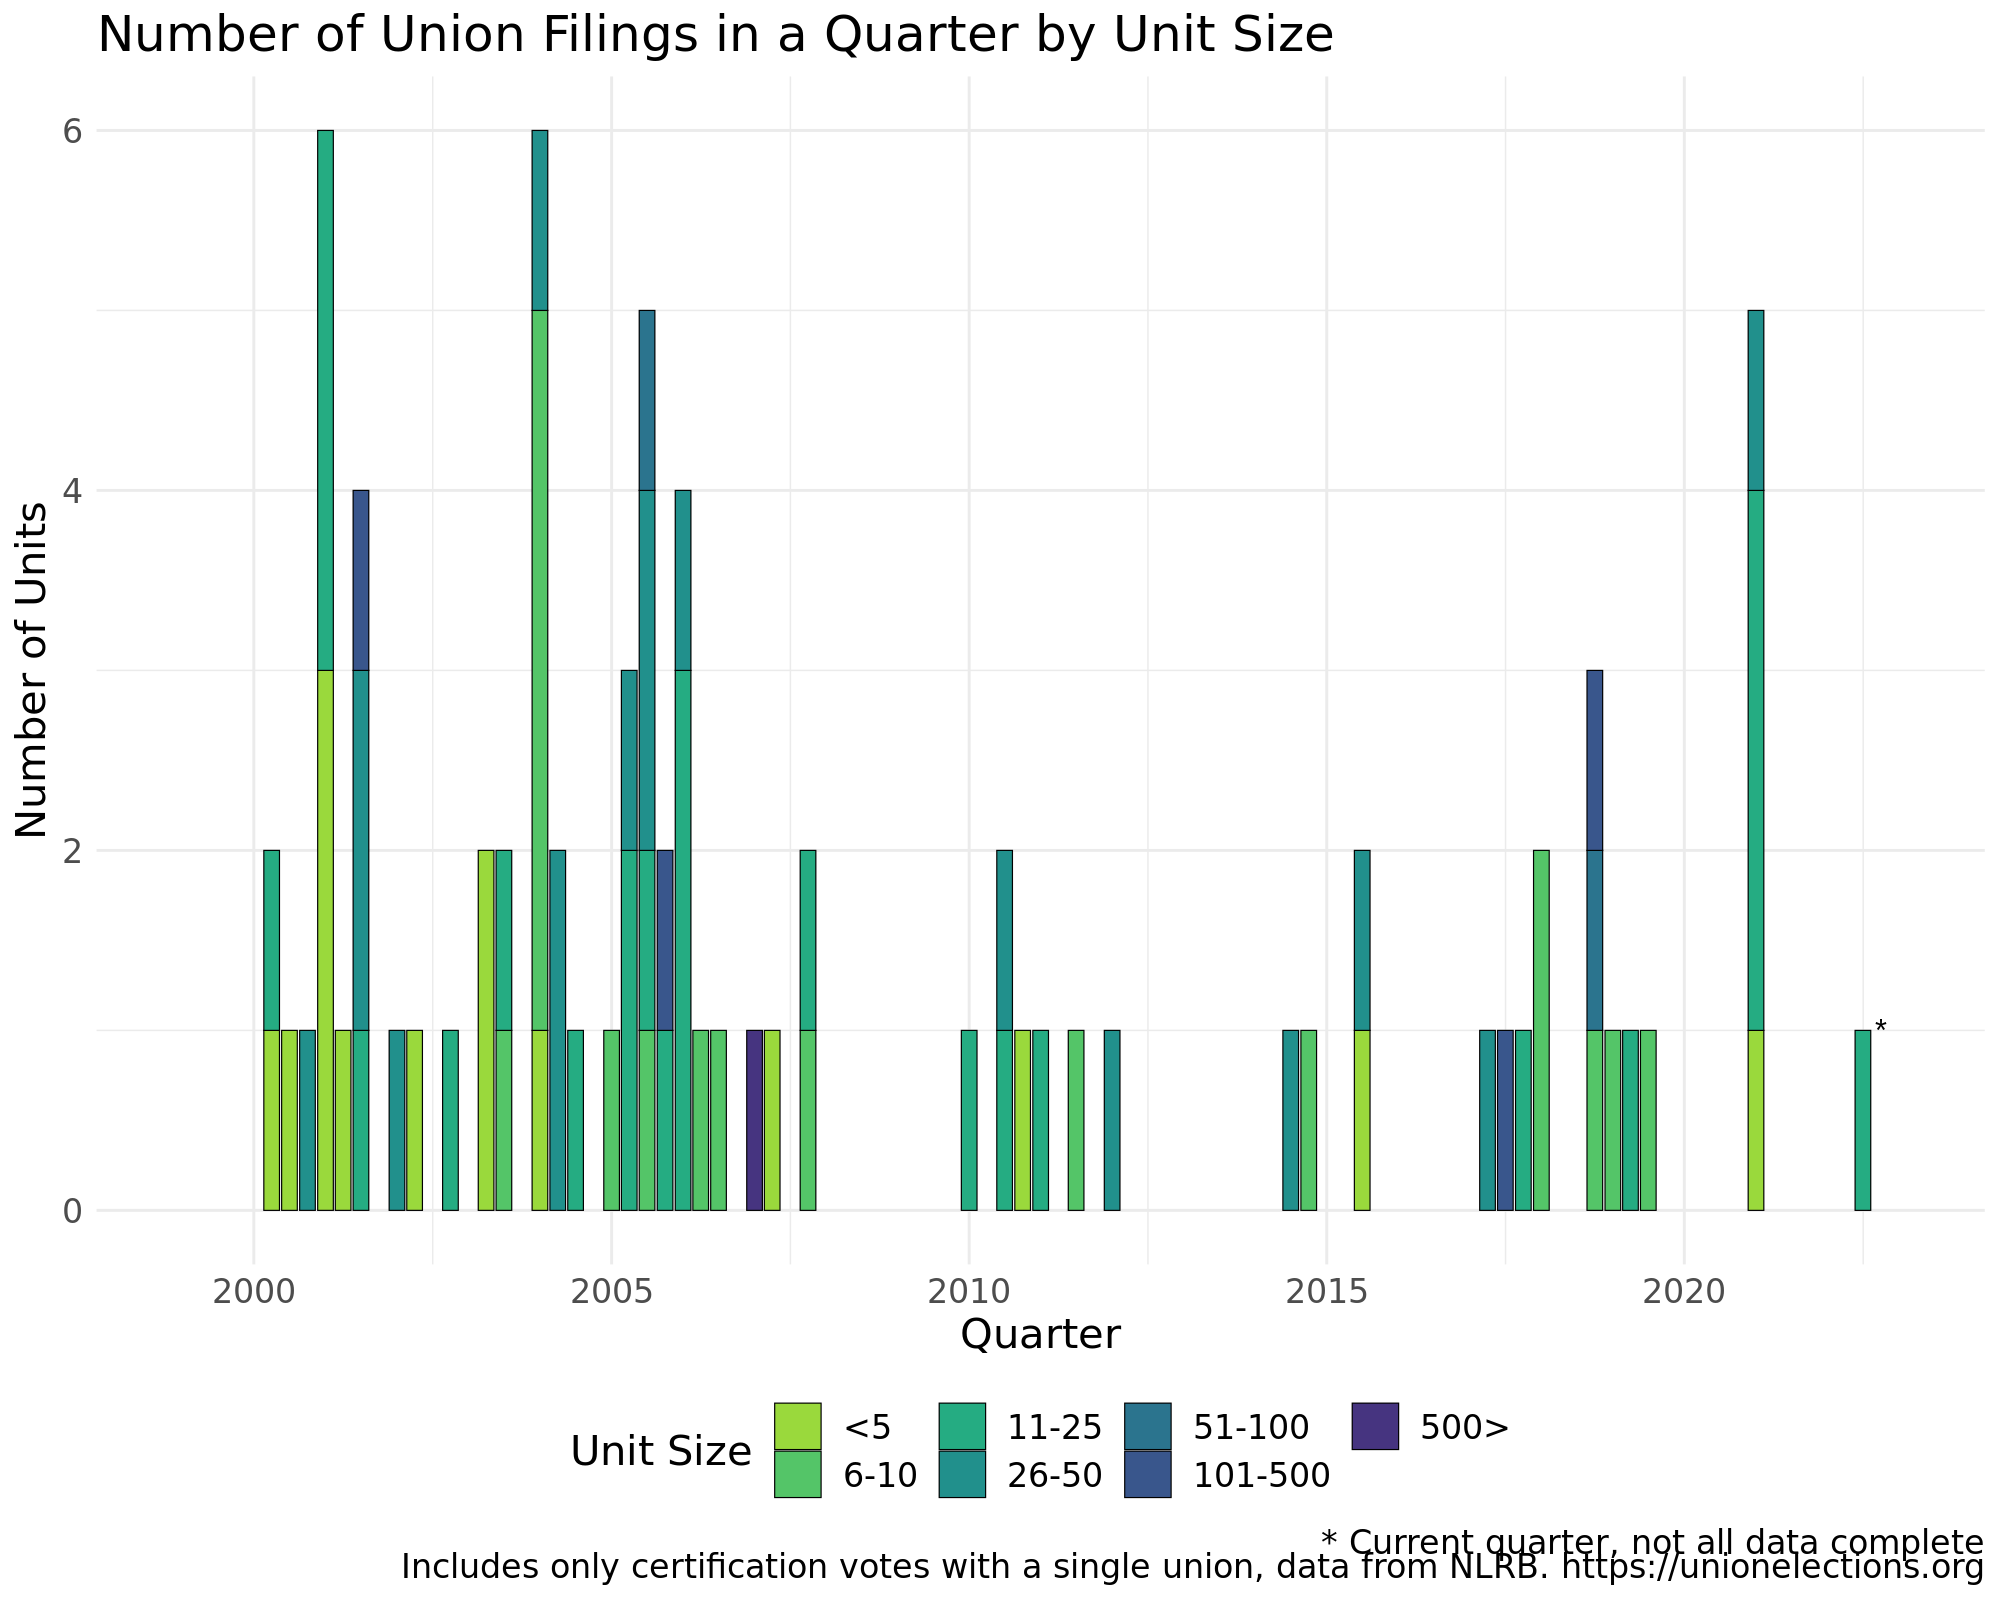 Number of Union Filings in a Quarter by Unit Size
Number of Units
6
4
2
0
*
2000 2005 2010 2015 2020
Quarter
Unit Size
<5 11-25 51-100 500>
6-10 26-50 101-500
* Current quarter, not all data complete
Includes only certification votes with a single union, data from NLRB. https://unionelections.org